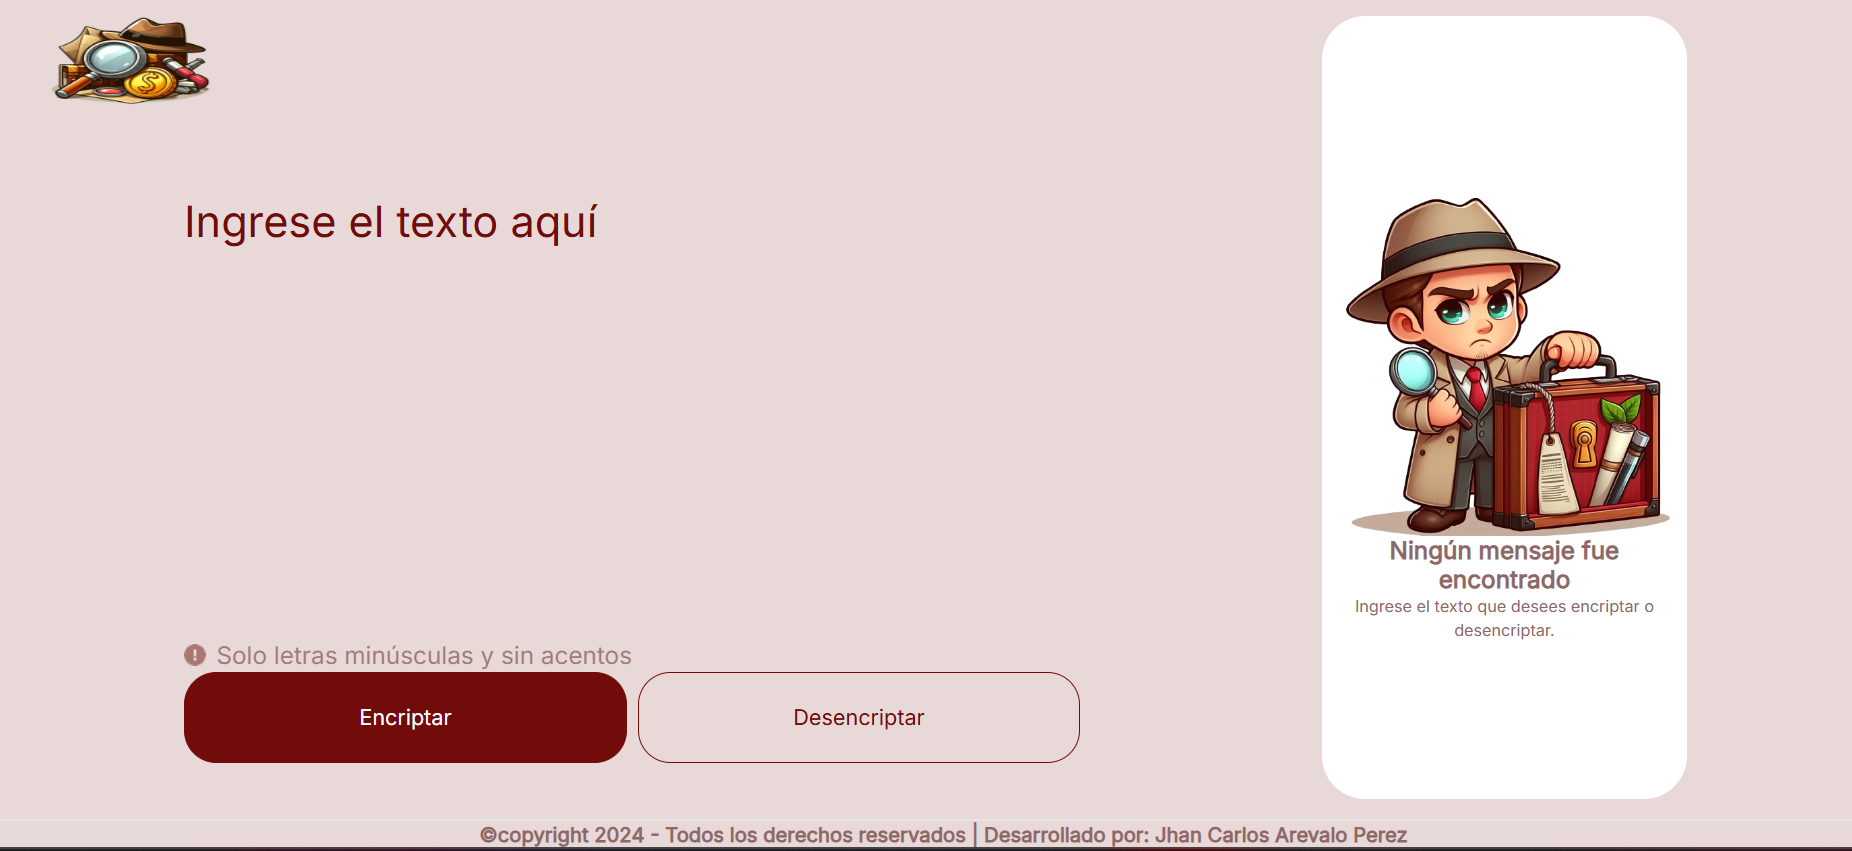 Ingrese el texto aquí
Solo letras minúsculas y sin acentos
Encriptar
Desencriptar
Ningún mensaje fue
encontrado
Ingrese el texto que desees encriptar o
desencriptar.
©copyright 2024 - Todos los derechos reservados | Desarrollado por: Jhan Carlos Arevalo Perez